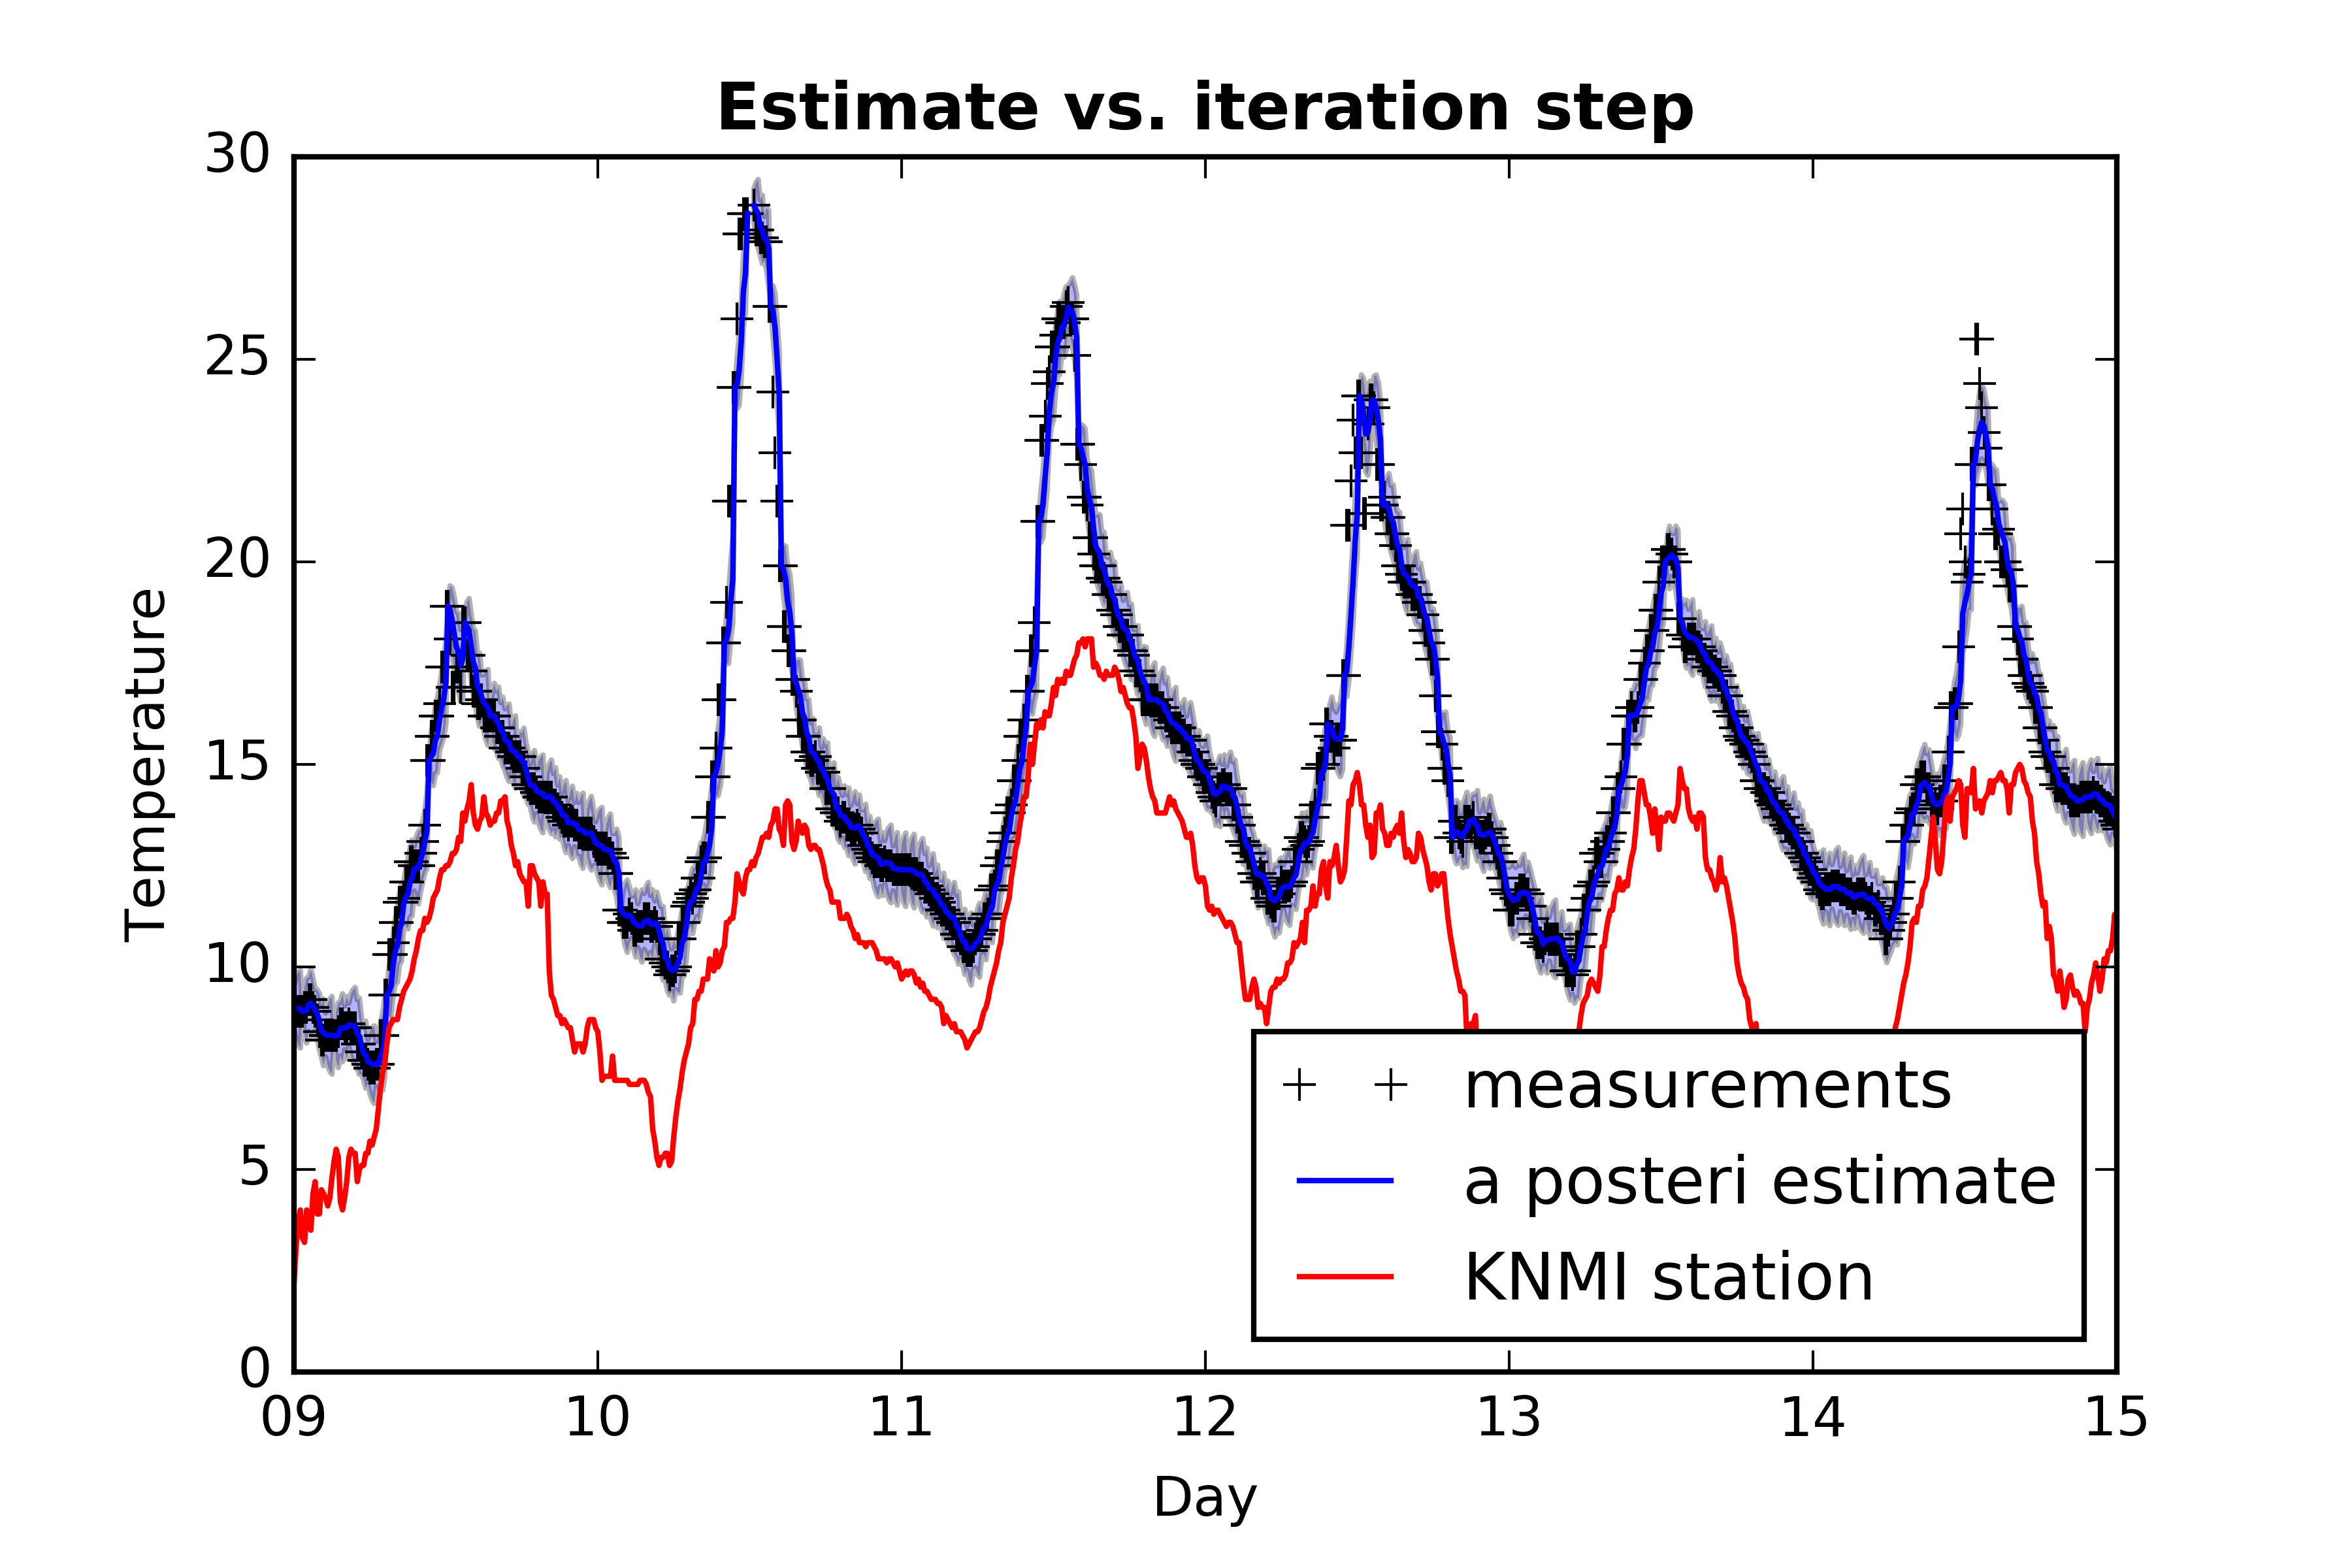 Estimate vs. iteration step
30
25
20
15
10
5
0
Temperature
09 10 11 12 13 14 15
Day
measurements
a posteri estimate
KNMI station